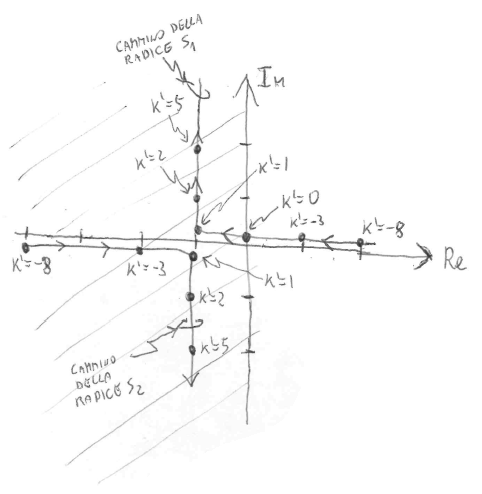 CAMMINO DELLA
RADICE S1
Im
K'=5
K'=2
K'=1
K'=0
K'=-3
K'=-8
Re
K'=-8
K'=-3
K'=1
K'=2
K'=5
CAMMINO
DELLA
RADICE S2